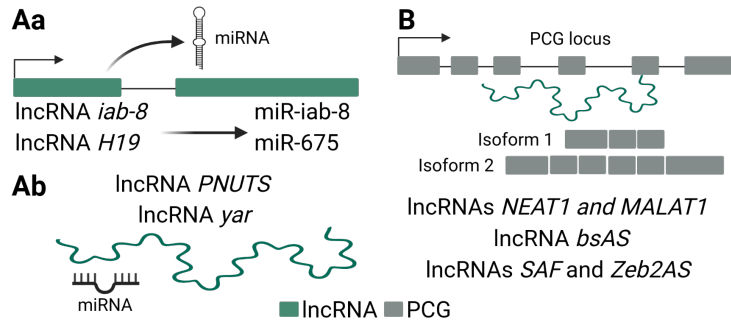 Aa
miRNA
lncRNA iab-8 miR-iab-8
lncRNA H19 miR-675
Ab
lncRNA PNUTS
lncRNA yar
miRNA
B
PCG locus
Isoform 1
Isoform 2
lncRNAs NEAT1 and MALAT1
lncRNA bsAS
lncRNAs SAF and Zeb2AS
lncRNA PCG